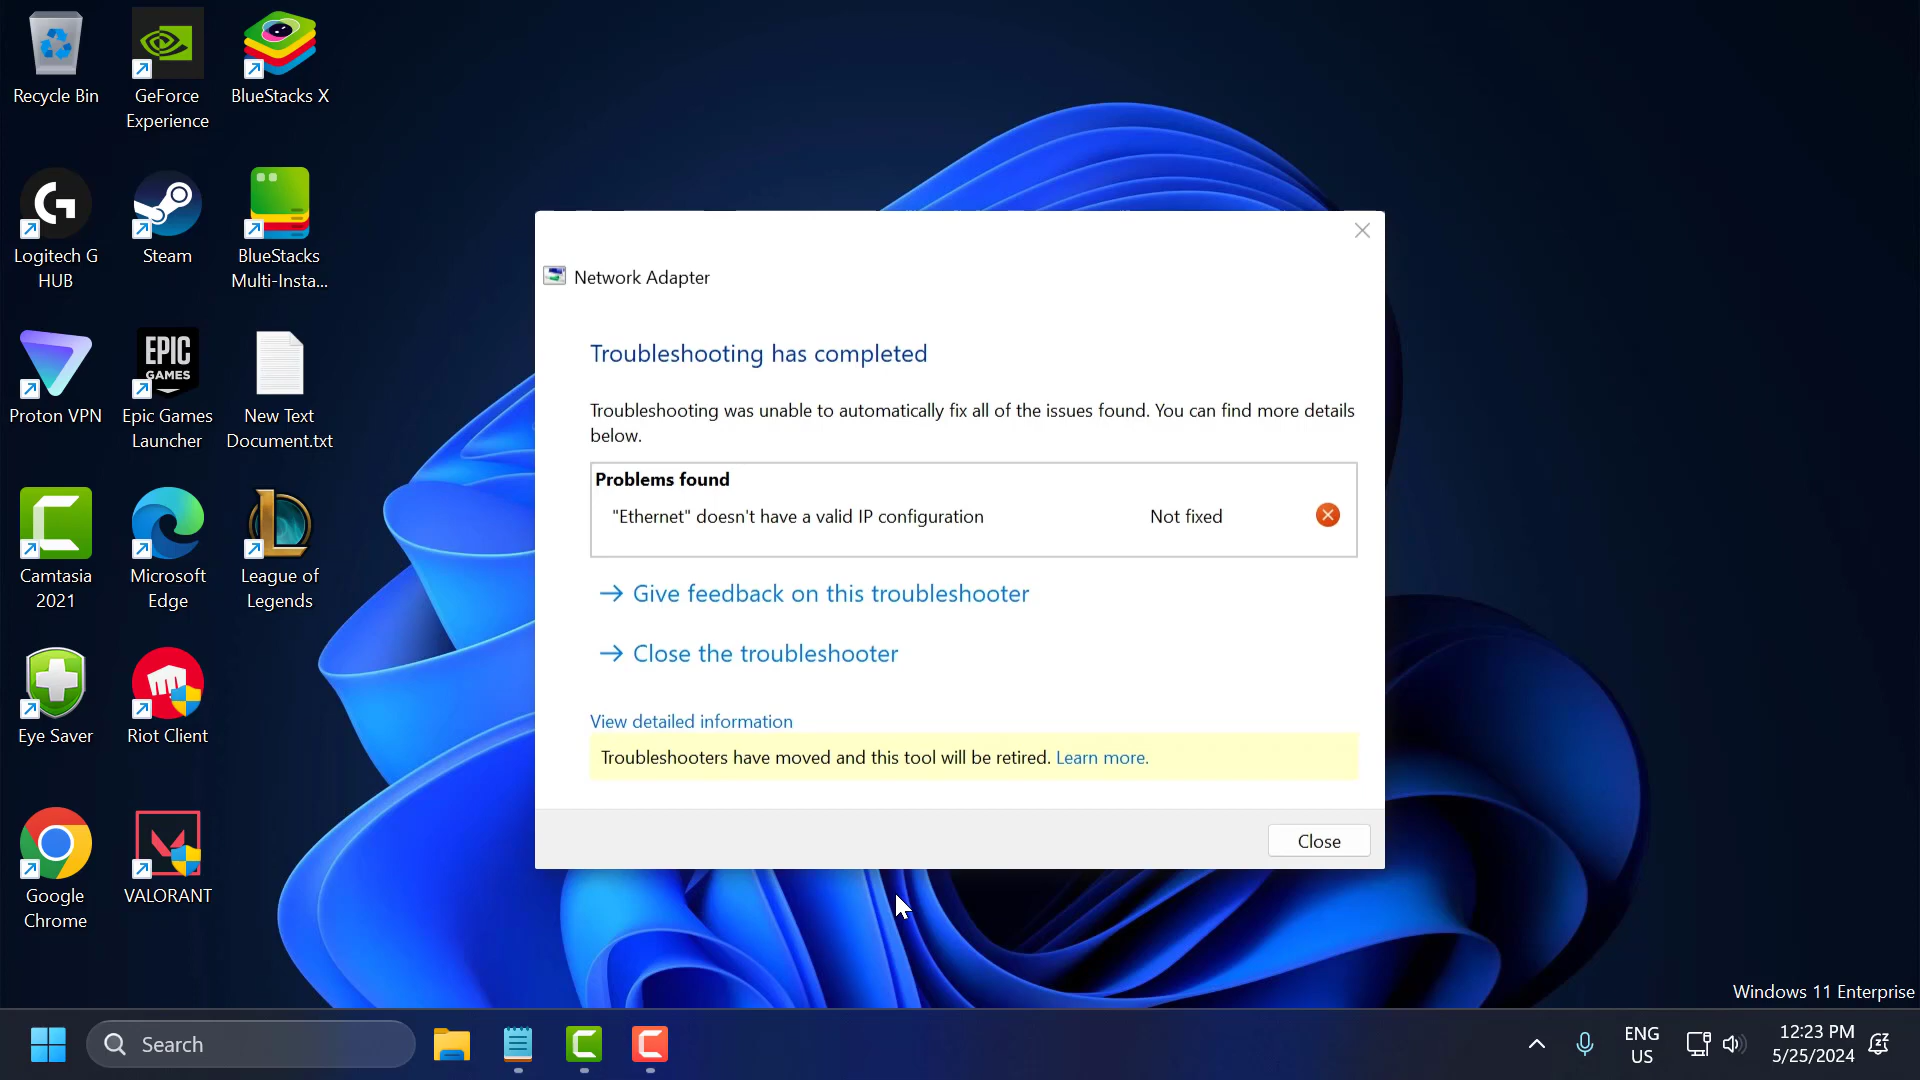 Recycle Bin
GeForce
Experience
BlueStacks X
Logitech G
HUB
Steam
BlueStacks
Multi-Insta...
Proton VPN
EPIC
GAMES
Epic Games
Launcher
New Text
Document.txt
Camtasia
2021
Microsoft
Edge
League of
Legends
Eye Saver
Riot Client
Google
Chrome
VALORANT
Network Adapter
Troubleshooting has completed
Troubleshooting was unable to automatically fix all of the issues found. You can find more details
below.
Problems found
"Ethernet" doesn't have a valid IP configuration Not fixed
Give feedback on this troubleshooter
Close the troubleshooter
View detailed information
Troubleshooters have moved and this tool will be retired. Learn more.
Close
Windows 11 Enterprise
Search
ENG
US
12:23 PM
5/25/2024